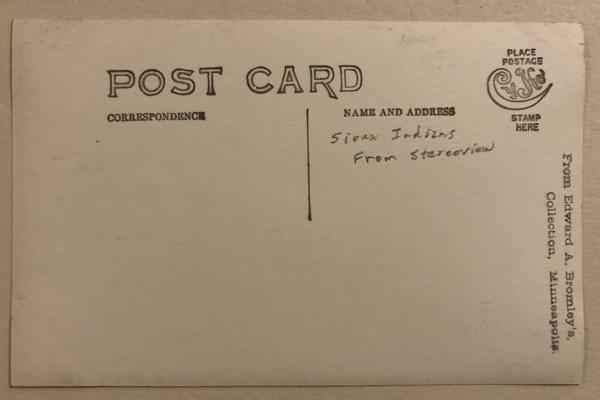 POST CARD
CORRESPONDENCE
NAME AND ADDRESS
PLACE
POSTAGE
STAMP
HERE
Sioux Indians
From Stereoview
From Edward A. Bromley's,
Collection, Minneapolis.